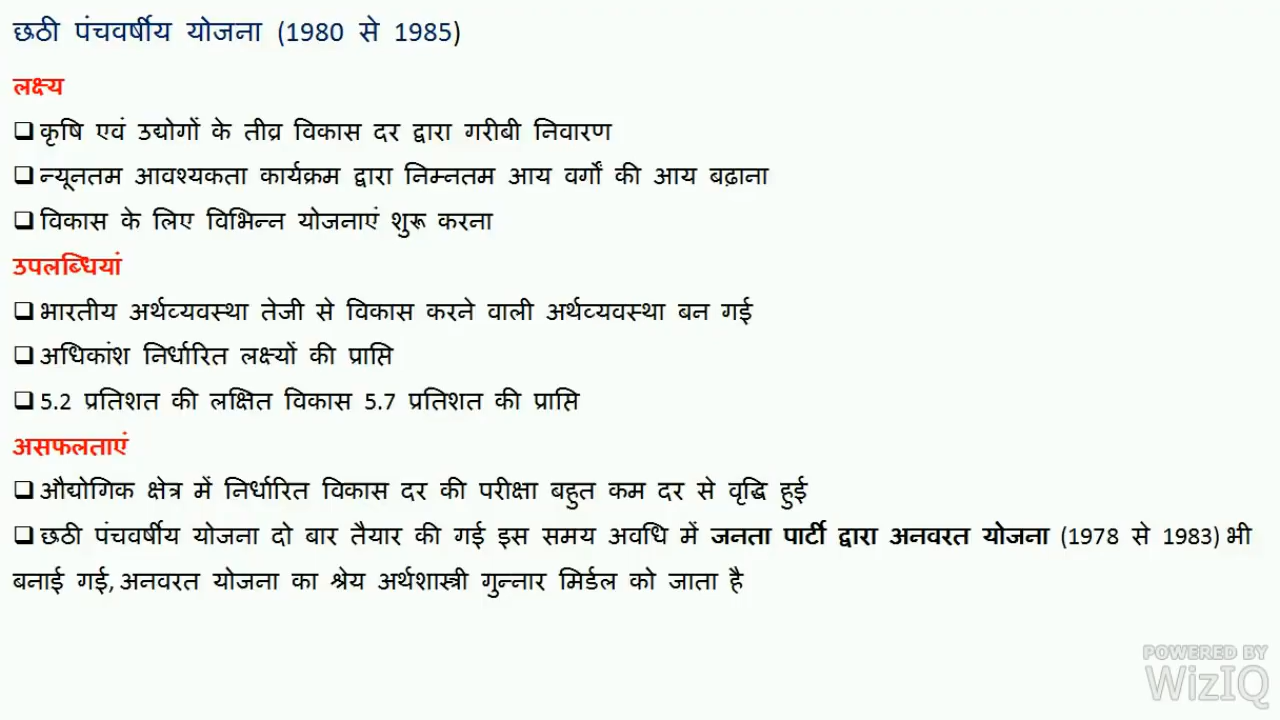 छठी पंचवर्षीय योजना (1980 से 1985)
लक्ष्य
❑कृषि एवं उद्योगों के तीव्र विकास दर द्वारा गरीबी निवारण
❑न्यूनतम आवश्यकता कार्यक्रम द्वारा निम्नतम आय वर्गों की आय बढ़ाना
❑विकास के लिए विभिन्न योजनाएं शुरू करना
उपलब्धियां
❑भारतीय अर्थव्यवस्था तेजी से विकास करने वाली अर्थव्यवस्था बन गई
❑अधिकांश निर्धारित लक्ष्यों की प्राप्ति
❑5.2 प्रतिशत की लक्षित विकास 5.7 प्रतिशत की प्राप्ति
असफलताएं
❑औद्योगिक क्षेत्र में निर्धारित विकास दर की परीक्षा बहुत कम दर से वृद्धि हुई
❑छठी पंचवर्षीय योजना दो बार तैयार की गई इस समय अवधि में जनता पार्टी द्वारा अनवरत योजना (1978 से 1983) भी
बनाई गई, अनवरत योजना का श्रेय अर्थशास्त्री गुन्नार मिर्डल को जाता है
POWERED BY
WizIQ